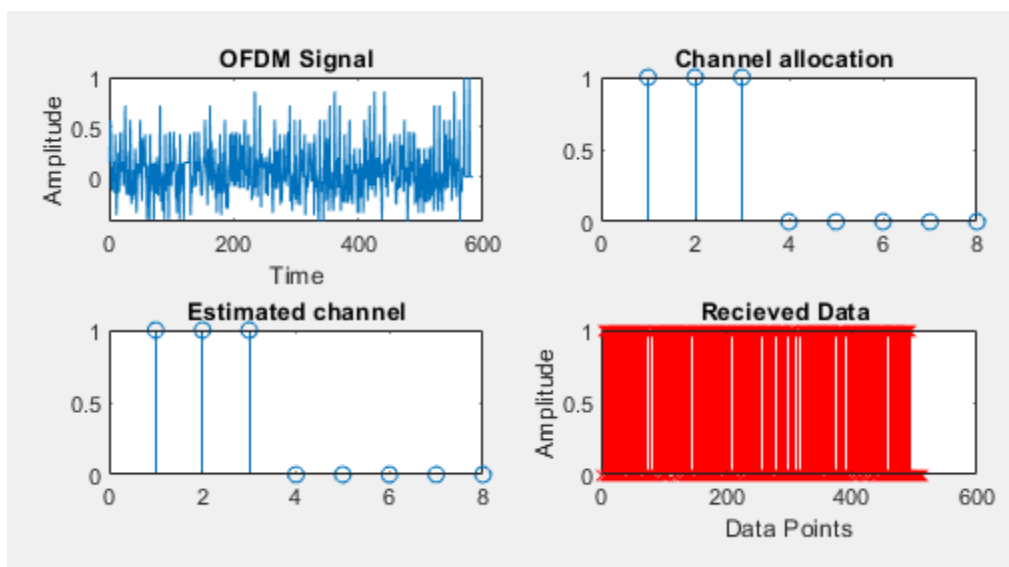 OFDM Signal
Amplitude
1
0.5
0
0 200 400 600
Time
Channel allocation
1
0.5
0
0 2 4 6 8
Estimated channel
1
0.5
0
0 2 4 6 8
Recieved Data
Amplitude
1
0.5
0
0 200 400 600
Data Points